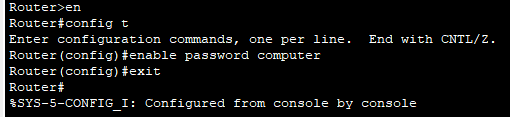 Router>en
Router#config t
Enter configuration commands, one per line.  End with CNTL/Z.
Router(config)#enable password computer
Router(config)#exit
Router#
%SYS-5-CONFIG_I: Configured from console by console